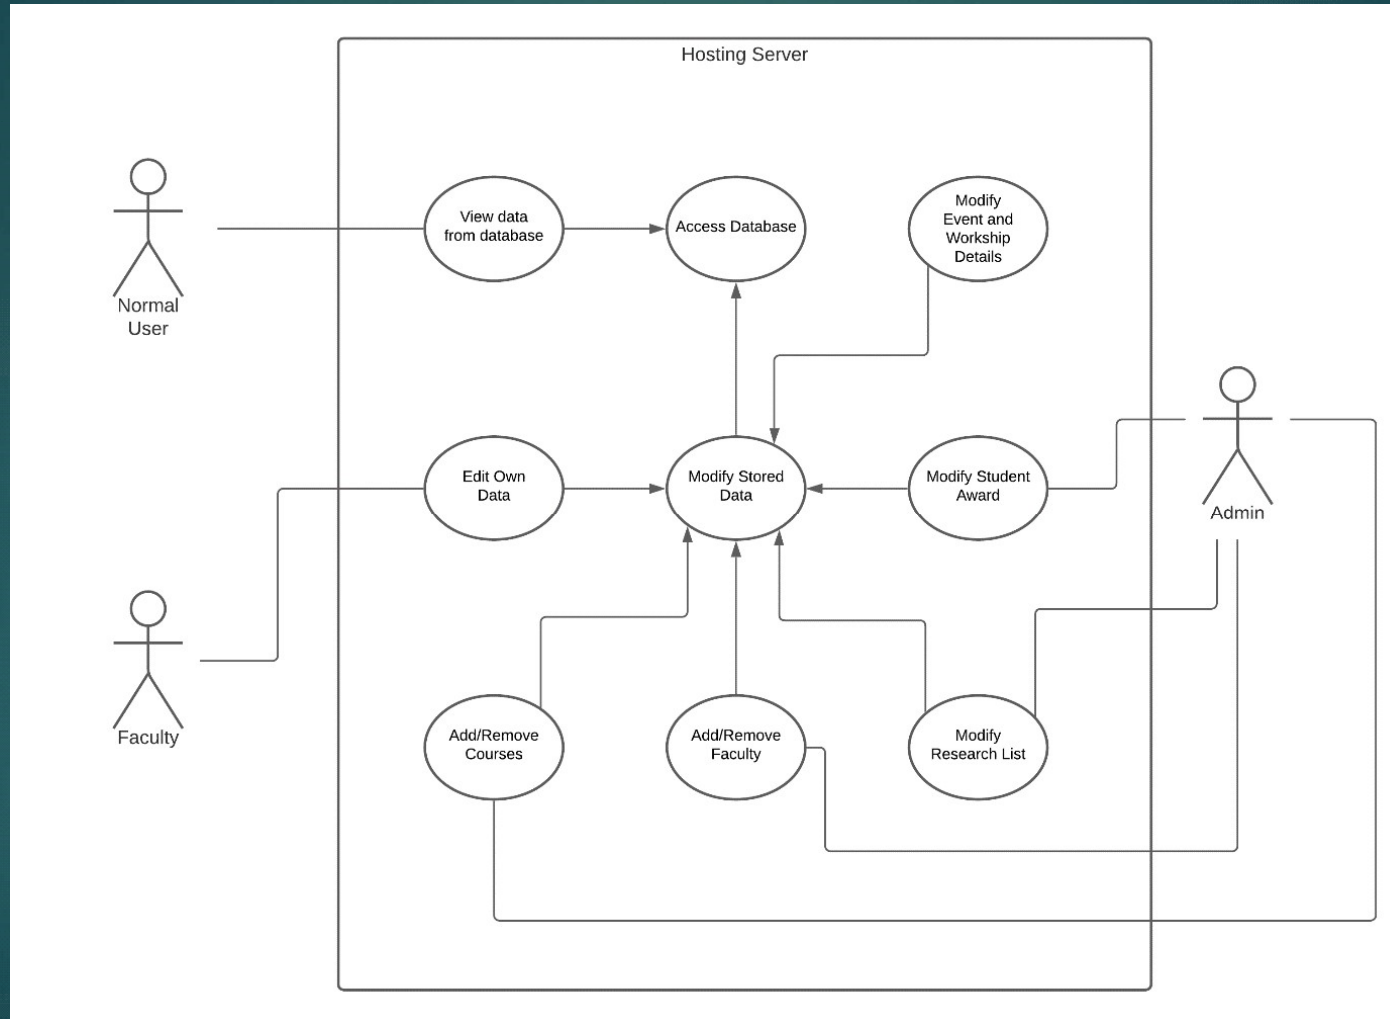 Hosting Server
View data
from database
Access Database
Modify
Event and
Workship
Details
Normal
User
Edit Own
Data
Modify Stored
Data
Modify Student
Award
Admin
Faculty
Add/Remove
Courses
Add/Remove
Faculty
Modify
Research List